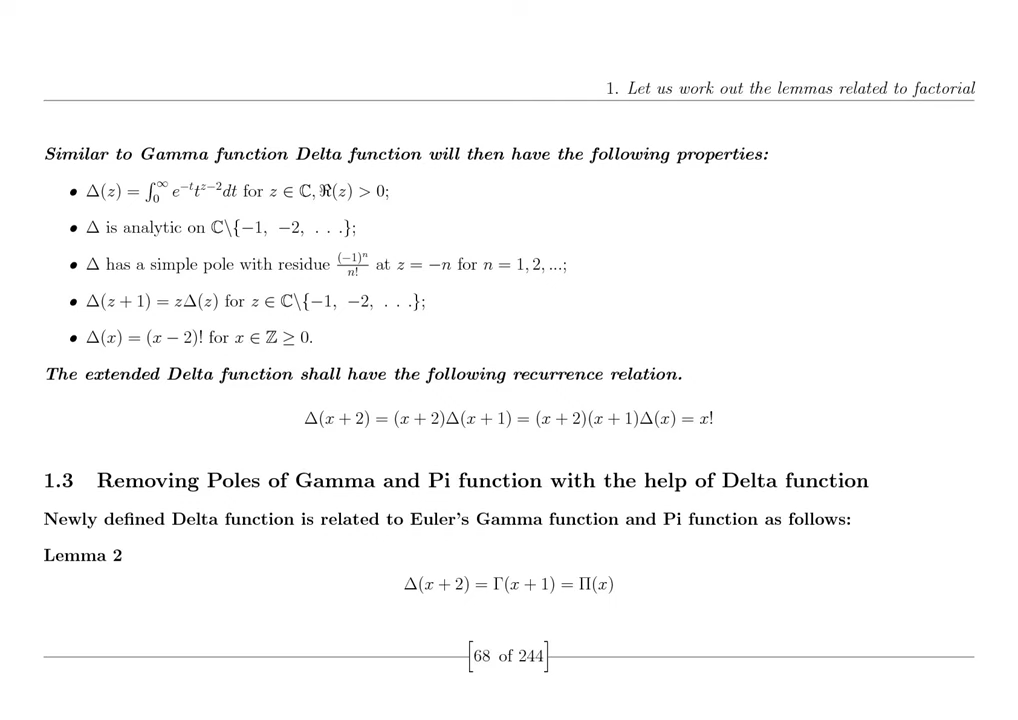 1. Let us work out the lemmas related to factorial
Similar to Gamma function Delta function will then have the following properties:
• Δ(z) = ∫₀^∞ e^{−t}t^{z−2}dt for z ∈ ℂ, ℜ(z) > 0;
• Δ is analytic on ℂ\{−1, −2, . . .};
• Δ has a simple pole with residue (−1)^n/n! at z = −n for n = 1, 2, ...;
• Δ(z + 1) = zΔ(z) for z ∈ ℂ\{−1, −2, . . .};
• Δ(x) = (x − 2)! for x ∈ ℤ ≥ 0.
The extended Delta function shall have the following recurrence relation.
Δ(x + 2) = (x + 2)Δ(x + 1) = (x + 2)(x + 1)Δ(x) = x!
1.3 Removing Poles of Gamma and Pi function with the help of Delta function
Newly defined Delta function is related to Euler's Gamma function and Pi function as follows:
Lemma 2
Δ(x + 2) = Γ(x + 1) = Π(x)
[68 of 244]